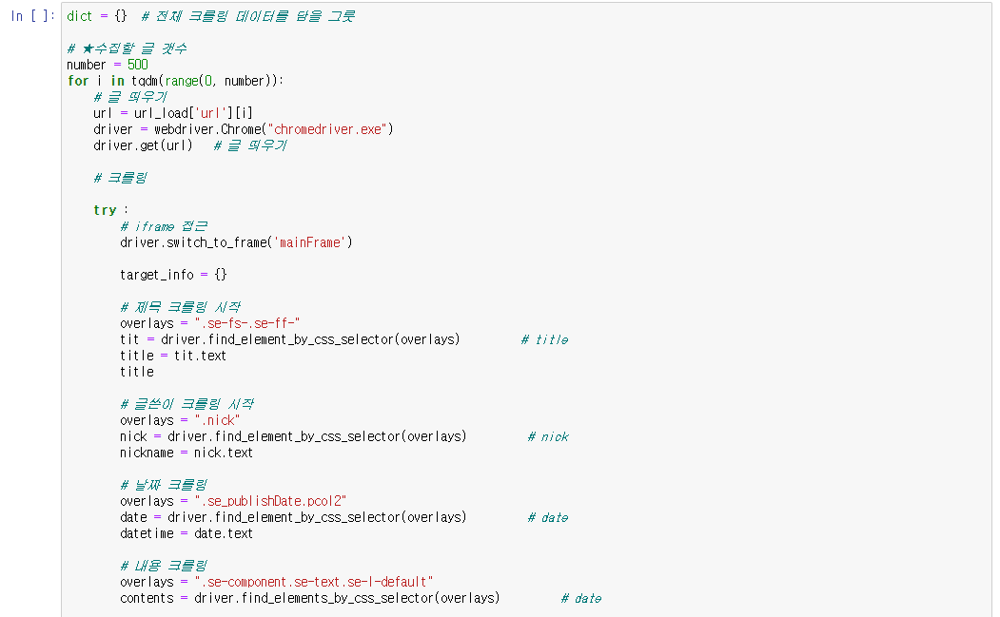 In [ ]: dict = {}  # 전체 크롤링 데이터를 담을 그릇
# ★수집할 글 갯수
number = 500
for i in tqdm(range(0, number)):
    # 글 띄우기
    url = url_load['url'][i]
    driver = webdriver.Chrome("chromedriver.exe")
    driver.get(url)   # 글 띄우기
    # 크롤링
    try :
        # iframe 접근
        driver.switch_to_frame('mainFrame')
        target_info = {}
        # 제목 크롤링 시작
        overlays = ".se-fs-.se-ff-"
        tit = driver.find_element_by_css_selector(overlays)         # title
        title = tit.text
        title
        # 글쓴이 크롤링 시작
        overlays = ".nick"
        nick = driver.find_element_by_css_selector(overlays)         # nick
        nickname = nick.text
        # 날짜 크롤링
        overlays = ".se_publishDate.pcol2"
        date = driver.find_element_by_css_selector(overlays)         # date
        datetime = date.text
        # 내용 크롤링
        overlays = ".se-component.se-text.se-l-default"
        contents = driver.find_elements_by_css_selector(overlays)         # date